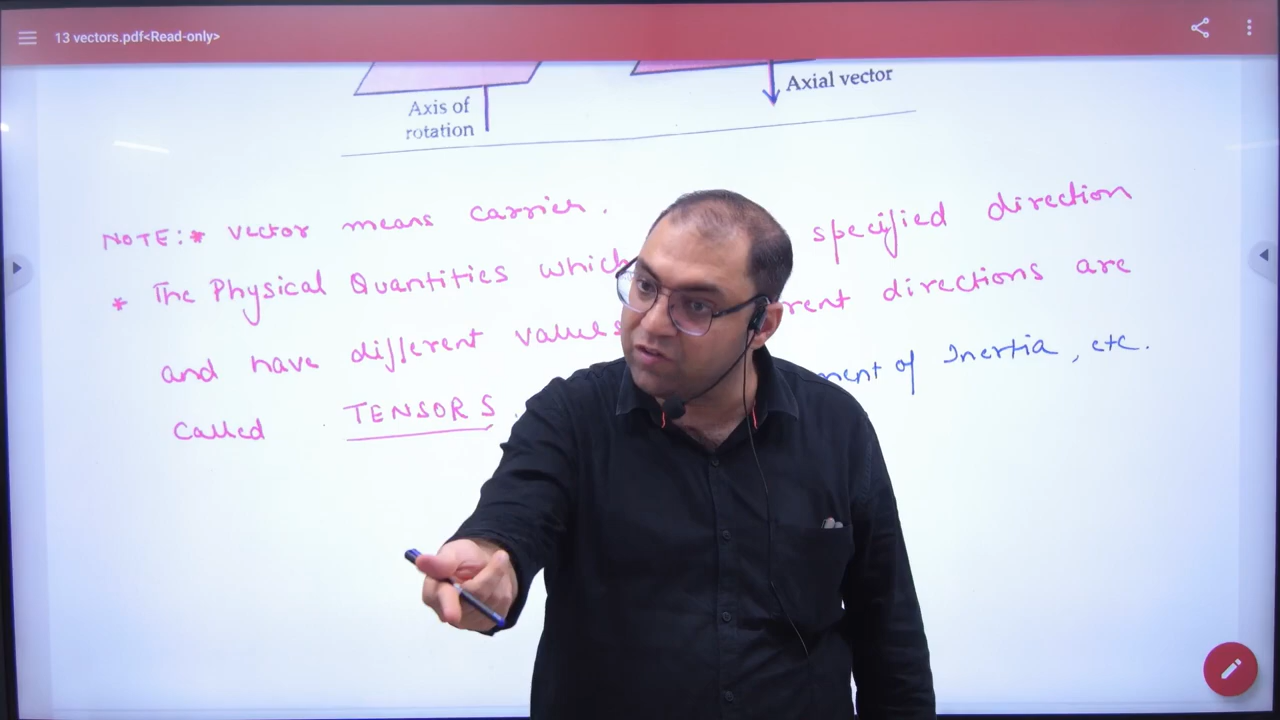 13 vectors.pdf<Read-only>
Axis of
rotation
Axial vector
NOTE:* vector means carrier.
* The Physical Quantities which specified direction
and have different values rent directions are
called TENSORS. ment of Inertia, etc.